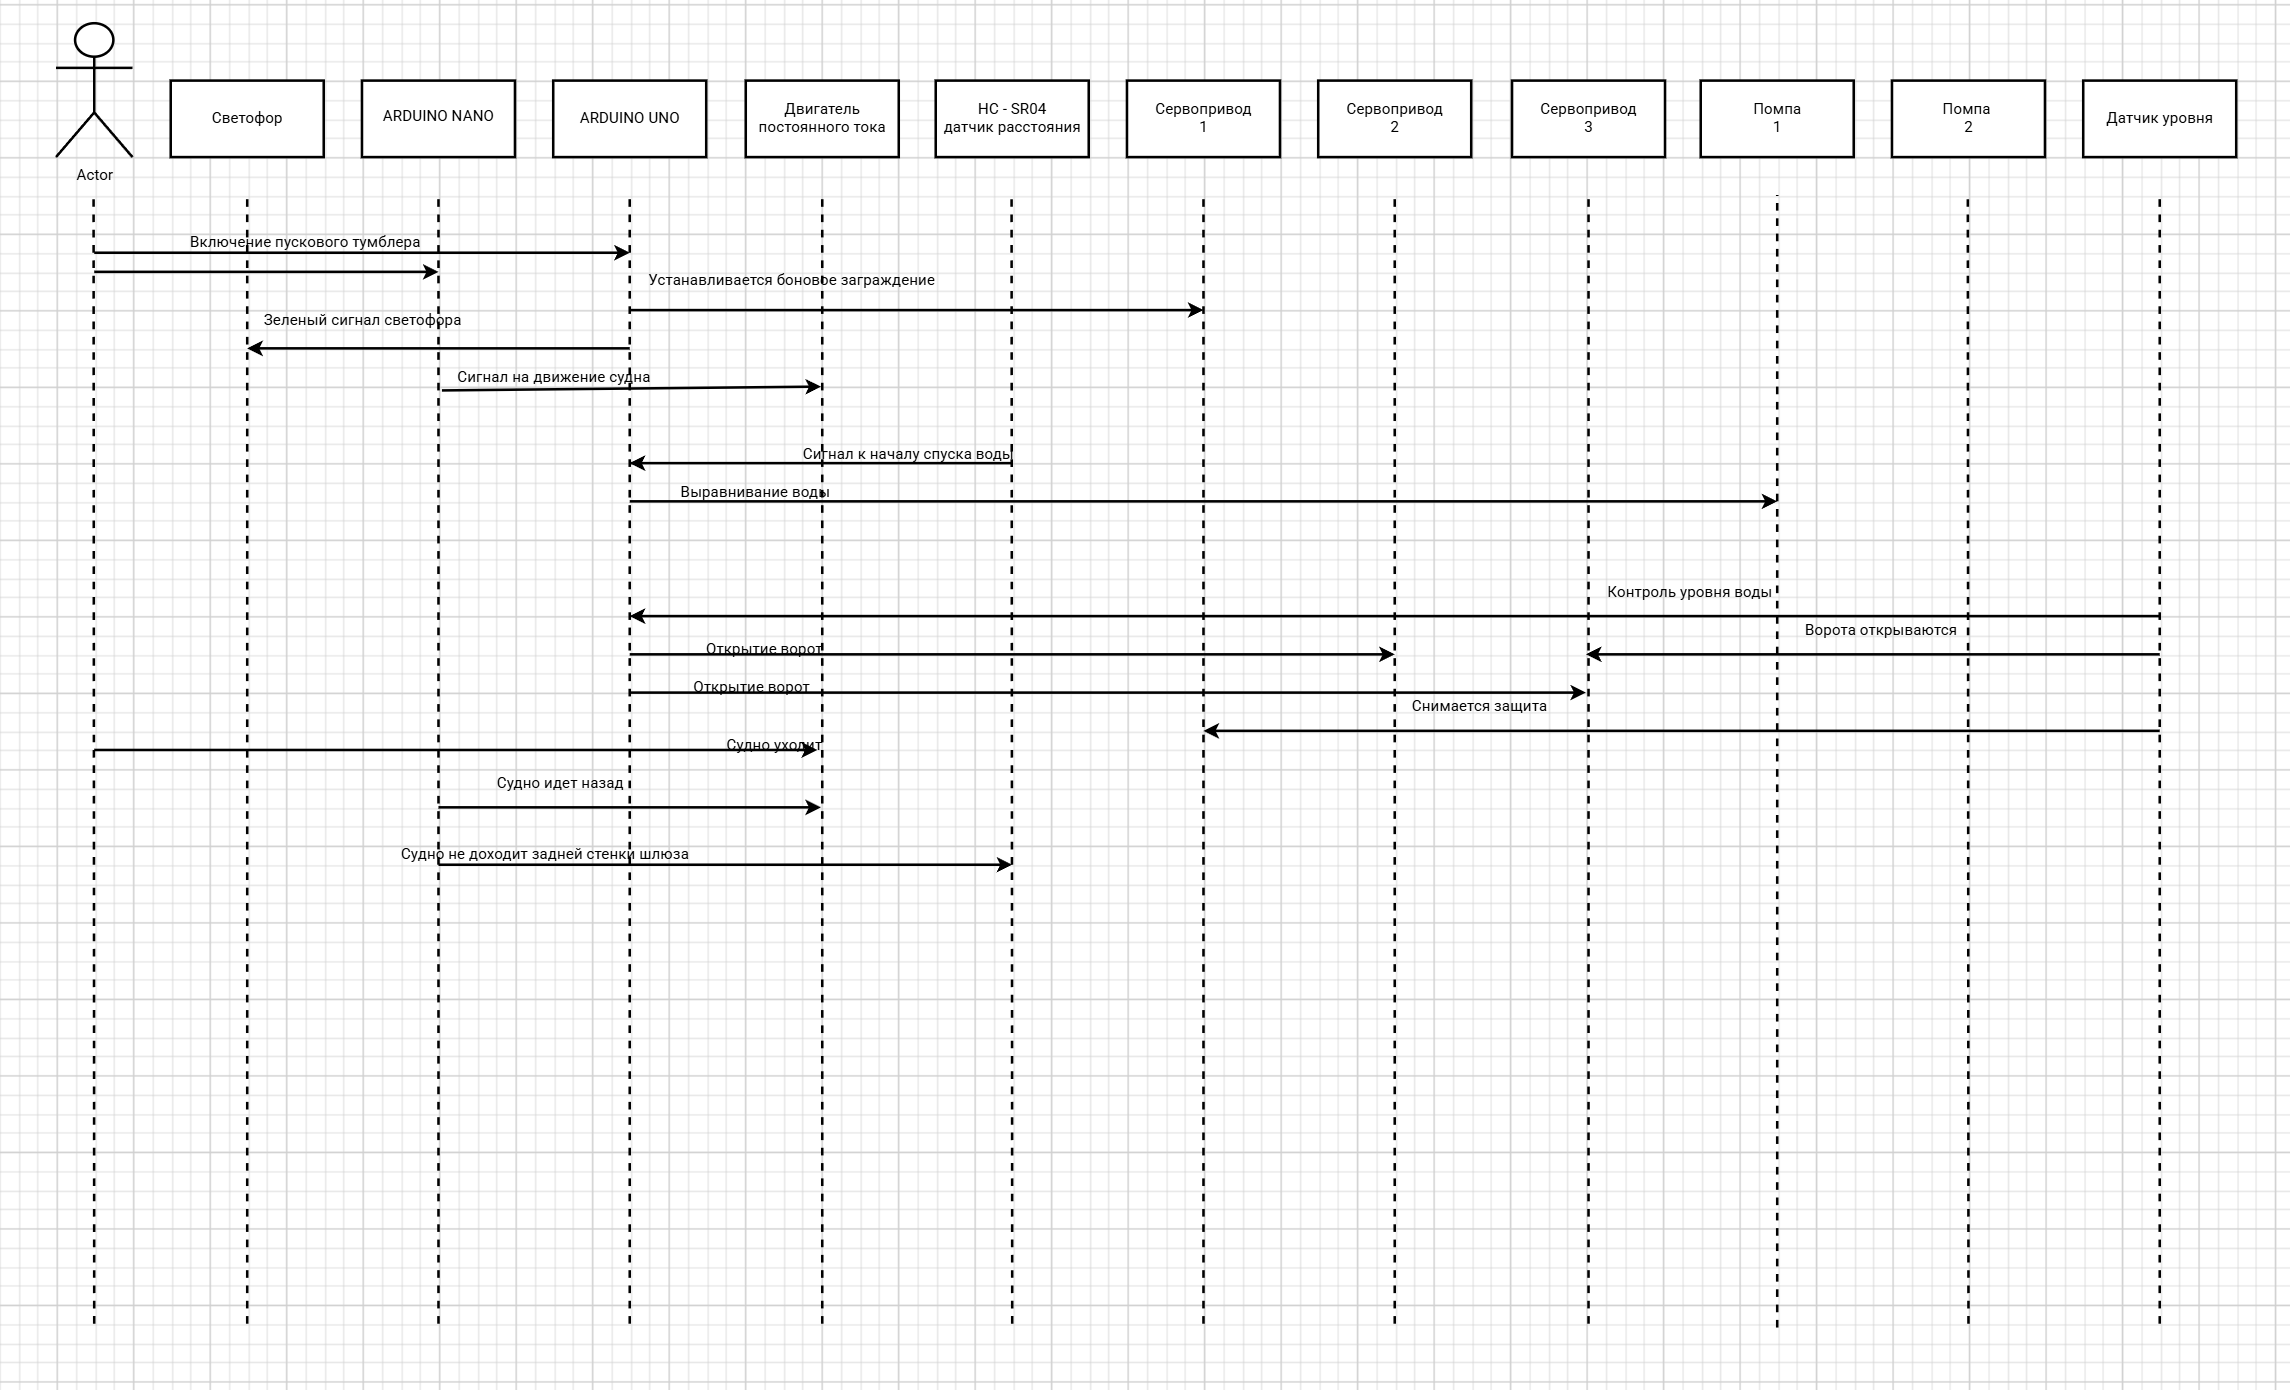 Actor
Светофор
ARDUINO NANO
ARDUINO UNO
Двигатель
постоянного тока
HC - SR04
датчик расстояния
Сервопривод
1
Сервопривод
2
Сервопривод
3
Помпа
1
Помпа
2
Датчик уровня
Включение пускового тумблера
Устанавливается боновое заграждение
Зеленый сигнал светофора
Сигнал на движение судна
Сигнал к началу спуска воды
Выравнивание воды
Контроль уровня воды
Ворота открываются
Открытие ворот
Открытие ворот
Снимается защита
Судно уходит
Судно идет назад
Судно не доходит задней стенки шлюза